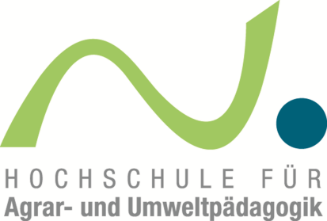 HOCHSCHULE FÜR
Agrar- und Umweltpädagogik